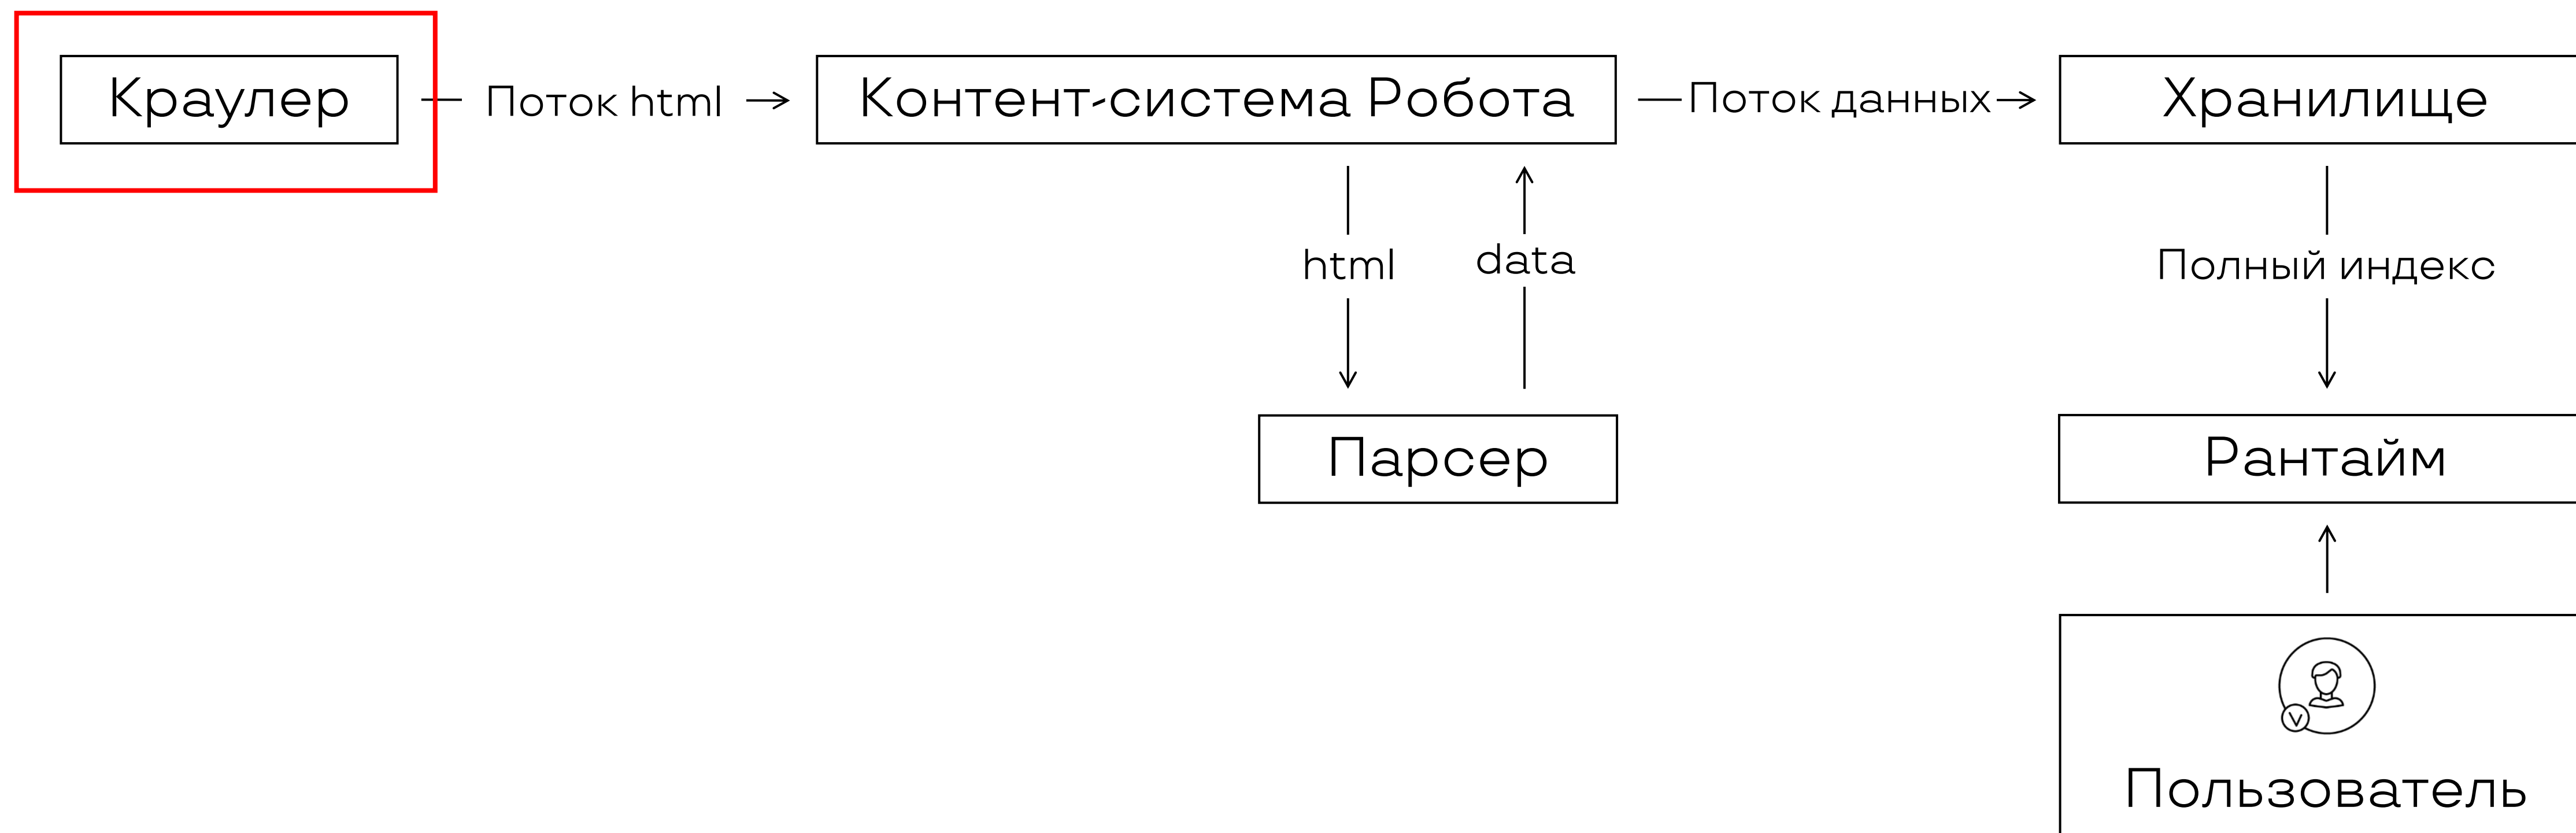 Краулер
Поток html
Контент-система Робота
Поток данных
Хранилище
html
data
Полный индекс
Парсер
Рантайм
Пользователь